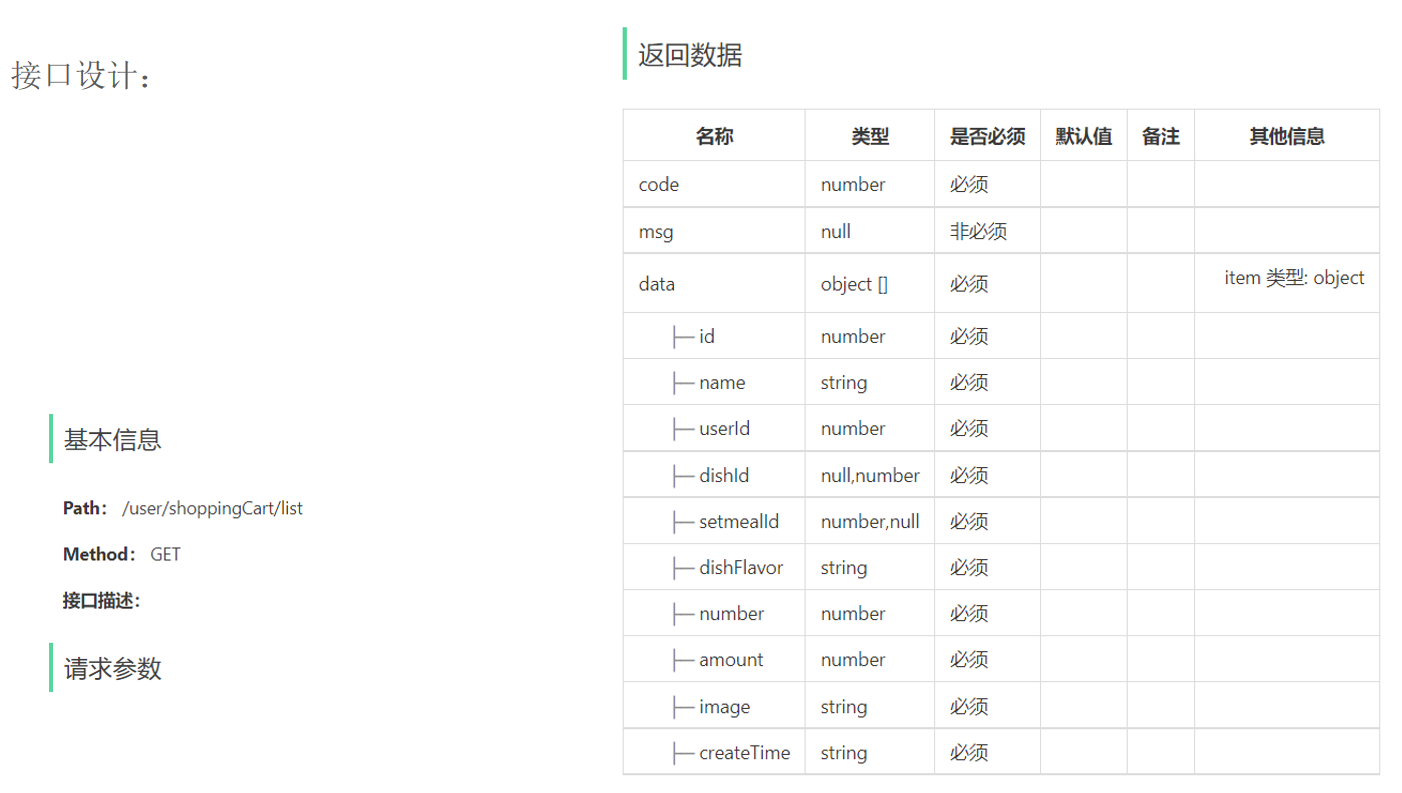 接口设计：
基本信息
Path： /user/shoppingCart/list
Method： GET
接口描述：
请求参数
返回数据
名称 类型 是否必须 默认值 备注 其他信息
code number 必须
msg null 非必须
data object [] 必须 item 类型: object
├─ id number 必须
├─ name string 必须
├─ userId number 必须
├─ dishId null,number 必须
├─ setmealId number,null 必须
├─ dishFlavor string 必须
├─ number number 必须
├─ amount number 必须
├─ image string 必须
├─ createTime string 必须